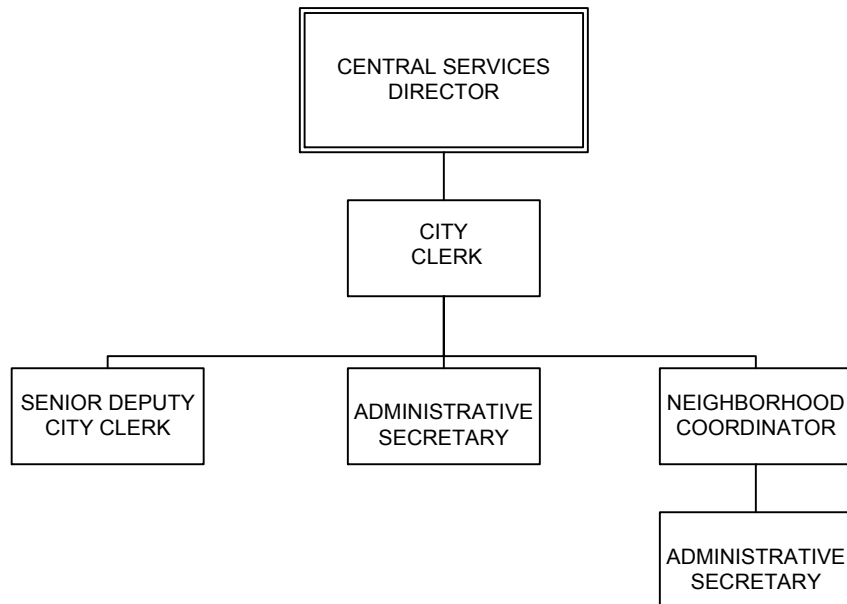 CENTRAL SERVICES
DIRECTOR
CITY
CLERK
SENIOR DEPUTY
CITY CLERK
ADMINISTRATIVE
SECRETARY
NEIGHBORHOOD
COORDINATOR
ADMINISTRATIVE
SECRETARY